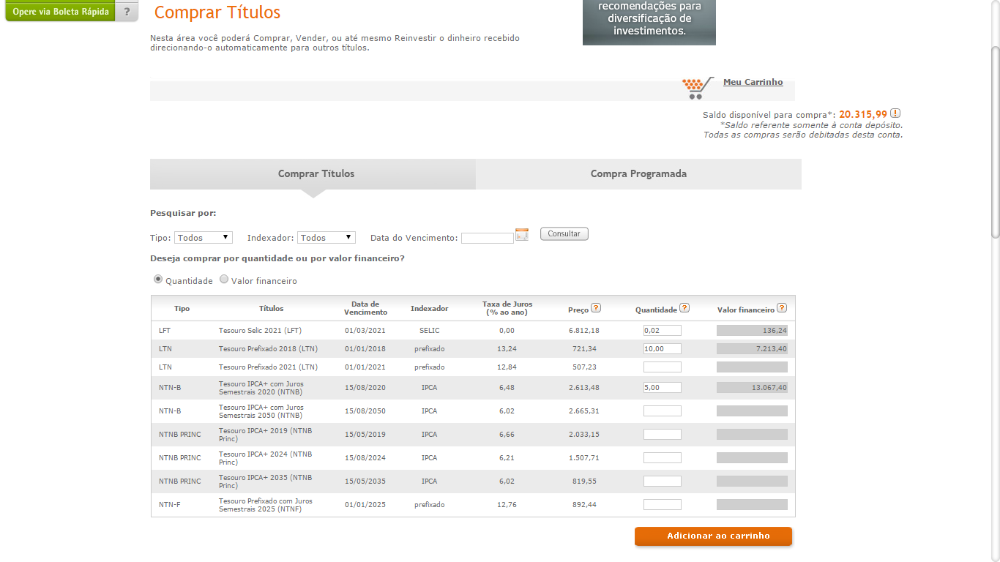 Opere via Boleta Rápida ?
Comprar Títulos
recomendações para
diversificação de
investimentos.
Nesta área você poderá Comprar, Vender, ou até mesmo Reinvestir o dinheiro recebido
direcionando-o automaticamente para outros títulos.
Meu Carrinho
Saldo disponível para compra*: 20.315,99 !
*Saldo referente somente à conta depósito.
Todas as compras serão debitadas desta conta.
Comprar Títulos Compra Programada
Pesquisar por:
Tipo: Todos Indexador: Todos Data do Vencimento: Consultar
Deseja comprar por quantidade ou por valor financeiro?
Quantidade Valor financeiro
Tipo Títulos Data de Vencimento Indexador Taxa de Juros (% ao ano) Preço ? Quantidade ? Valor financeiro ?
LFT Tesouro Selic 2021 (LFT) 01/03/2021 SELIC 0,00 6.812,18 0,02 136,24
LTN Tesouro Prefixado 2018 (LTN) 01/01/2018 prefixado 13,24 721,34 10,00 7.213,40
LTN Tesouro Prefixado 2021 (LTN) 01/01/2021 prefixado 12,84 507,23
NTN-B Tesouro IPCA+ com Juros Semestrais 2020 (NTNB) 15/08/2020 IPCA 6,48 2.613,48 5,00 13.067,40
NTN-B Tesouro IPCA+ com Juros Semestrais 2050 (NTNB) 15/08/2050 IPCA 6,02 2.665,31
NTNB PRINC Tesouro IPCA+ 2019 (NTNB Princ) 15/05/2019 IPCA 6,66 2.033,15
NTNB PRINC Tesouro IPCA+ 2024 (NTNB Princ) 15/08/2024 IPCA 6,21 1.507,71
NTNB PRINC Tesouro IPCA+ 2035 (NTNB Princ) 15/05/2035 IPCA 6,02 819,55
NTN-F Tesouro Prefixado com Juros Semestrais 2025 (NTNF) 01/01/2025 prefixado 12,76 892,44
Adicionar ao carrinho